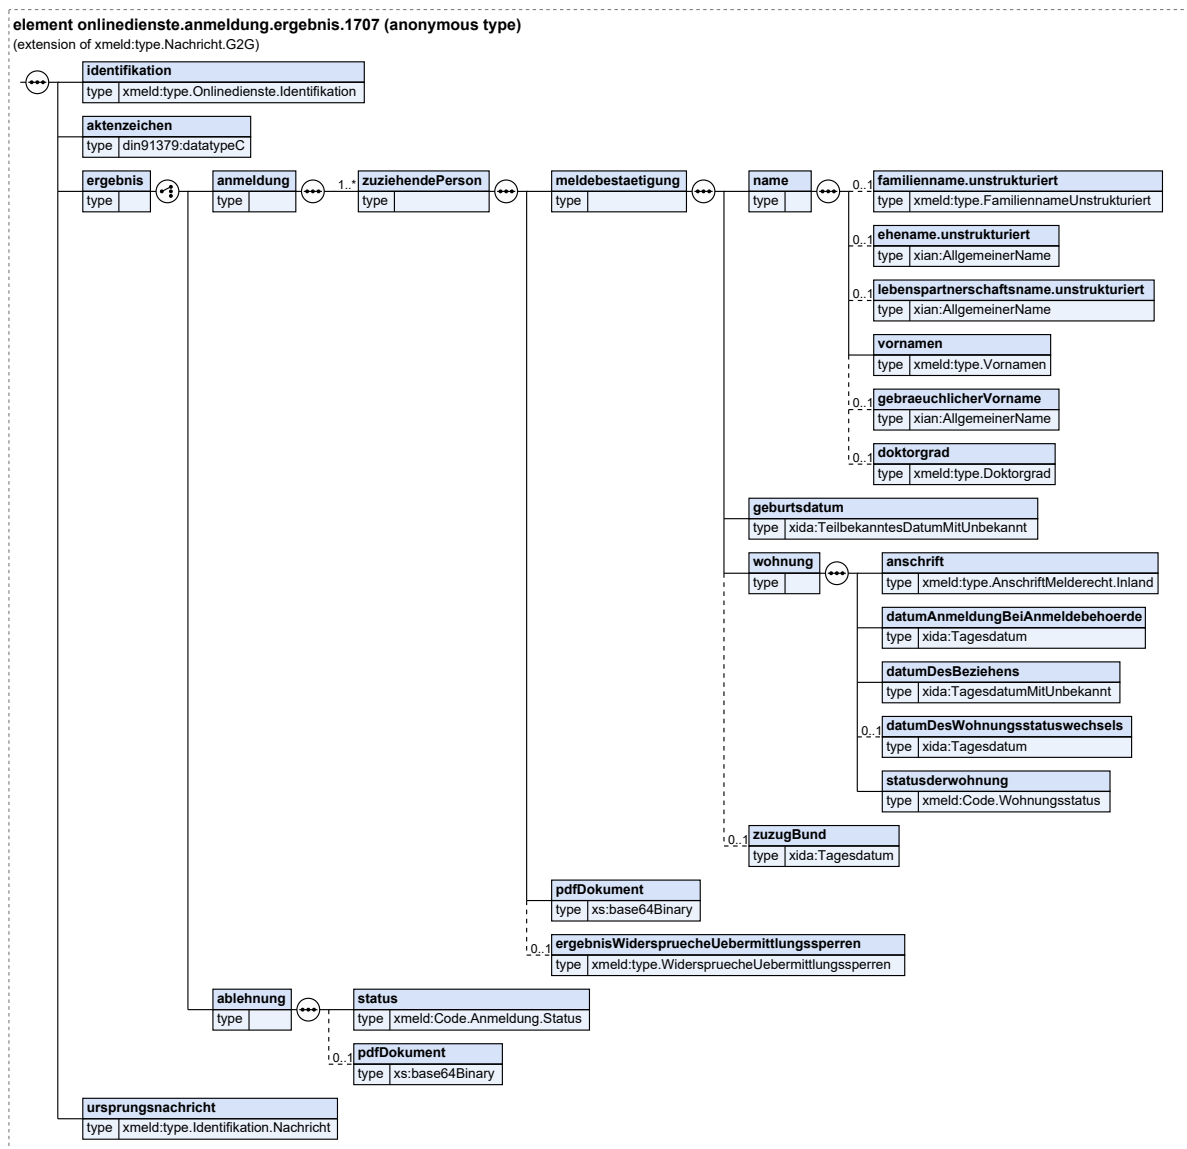 element onlinedienste.anmeldung.ergebnis.1707 (anonymous type)
(extension of xmeld:type.Nachricht.G2G)
identifikation
type xmeld:type.Onlinedienste.Identifikation
aktenzeichen
type din91379:datatypeC
ergebnis
type
anmeldung
type
1..*
zuziehendePerson
type
meldebestaetigung
type
name
type
0..1
familienname.unstrukturiert
type xmeld:type.FamiliennameUnstrukturiert
0..1
ehename.unstrukturiert
type xian:AllgemeinerName
0..1
lebenspartnerschaftsname.unstrukturiert
type xian:AllgemeinerName
vornamen
type xmeld:type.Vornamen
0..1
gebraeuchlicherVorname
type xian:AllgemeinerName
0..1
doktorgrad
type xmeld:type.Doktorgrad
geburtsdatum
type xida:TeilbekanntesDatumMitUnbekannt
wohnung
type
anschrift
type xmeld:type.AnschriftMelderecht.Inland
datumAnmeldungBeiAnmeldebehoerde
type xida:Tagesdatum
datumDesBeziehens
type xida:TagesdatumMitUnbekannt
0..1
datumDesWohnungsstatuswechsels
type xida:Tagesdatum
statusderwohnung
type xmeld:Code.Wohnungsstatus
0..1
zuzugBund
type xida:Tagesdatum
pdfDokument
type xs:base64Binary
0..1
ergebnisWiderspruecheUebermittlungssperren
type xmeld:type.WiderspruecheUebermittlungssperren
ablehnung
type
status
type xmeld:Code.Anmeldung.Status
0..1
pdfDokument
type xs:base64Binary
ursprungsnachricht
type xmeld:type.Identifikation.Nachricht